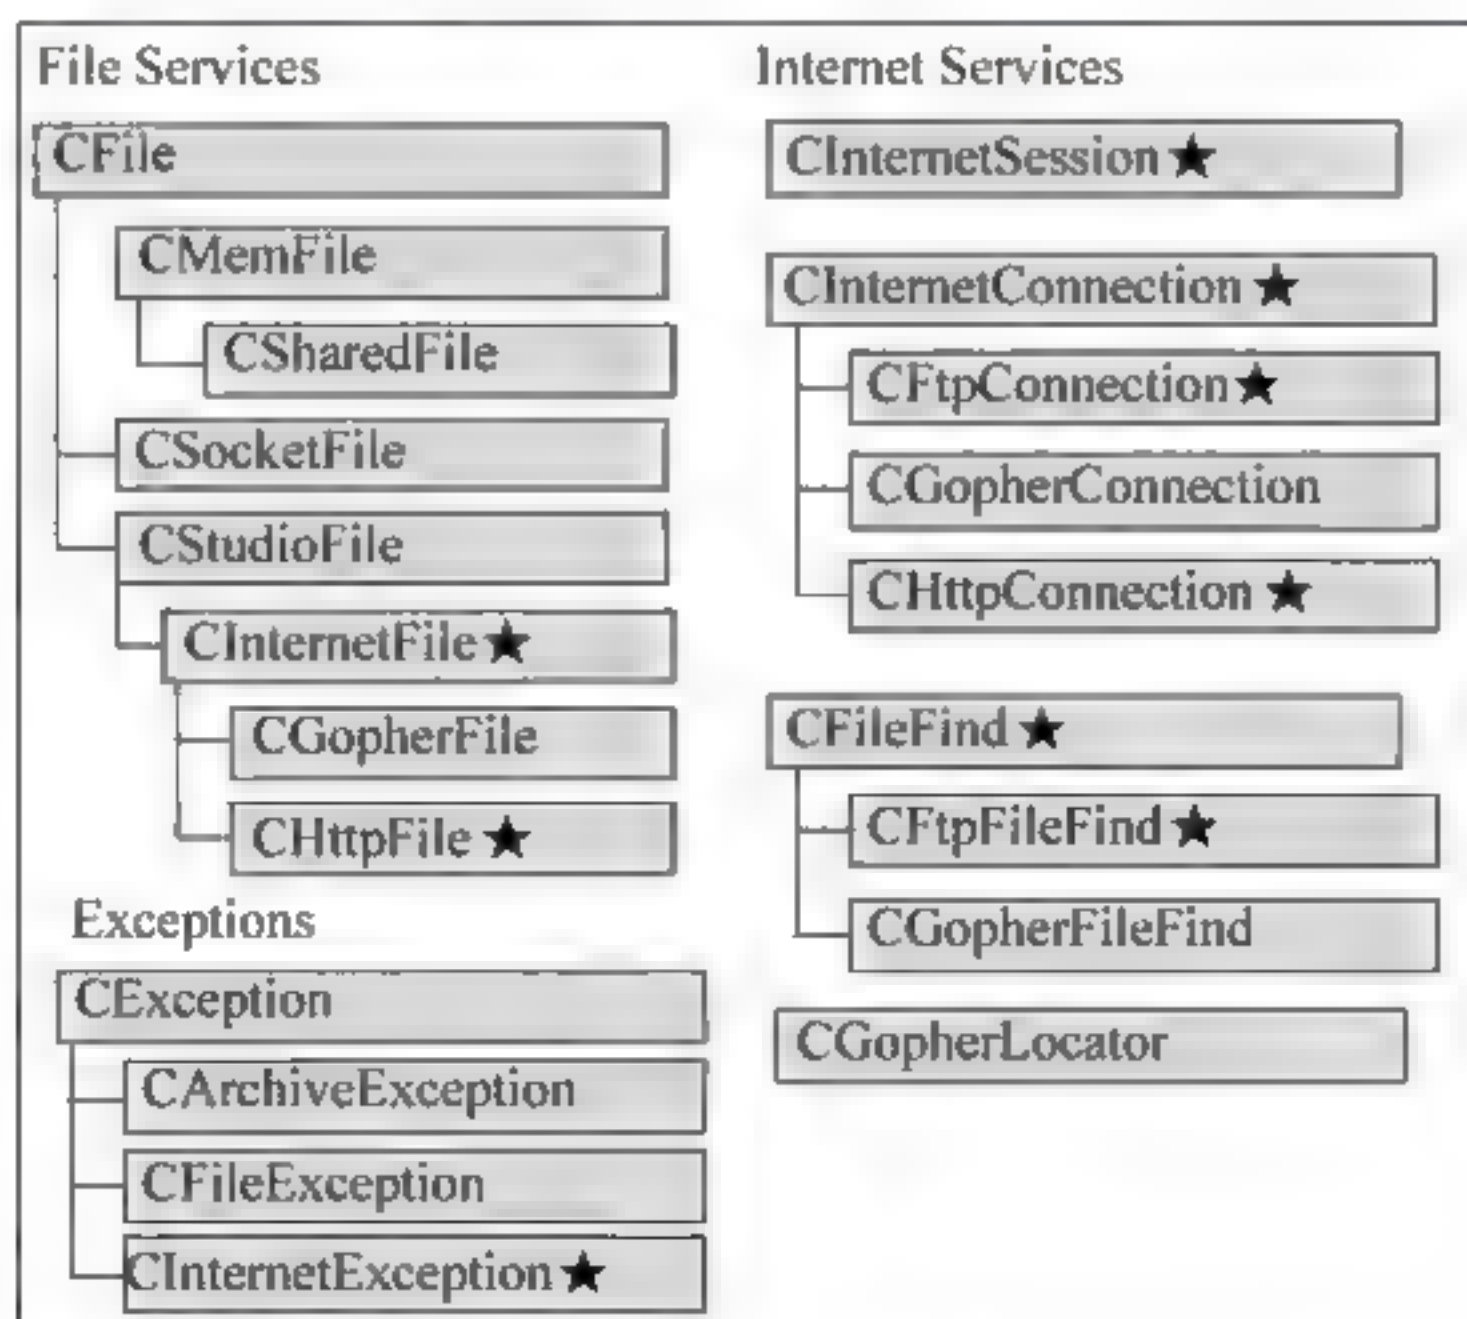 File Services
CFile
CMemFile
CSharedFile
CSocketFile
CStudioFile
CInternetFile ★
CGopherFile
CHttpFile ★
Exceptions
CException
CArchiveException
CFileException
CInternetException ★
Internet Services
CInternetSession ★
CInternetConnection ★
CFtpConnection ★
CGopherConnection
CHttpConnection ★
CFileFind ★
CFtpFileFind ★
CGopherFileFind
CGopherLocator